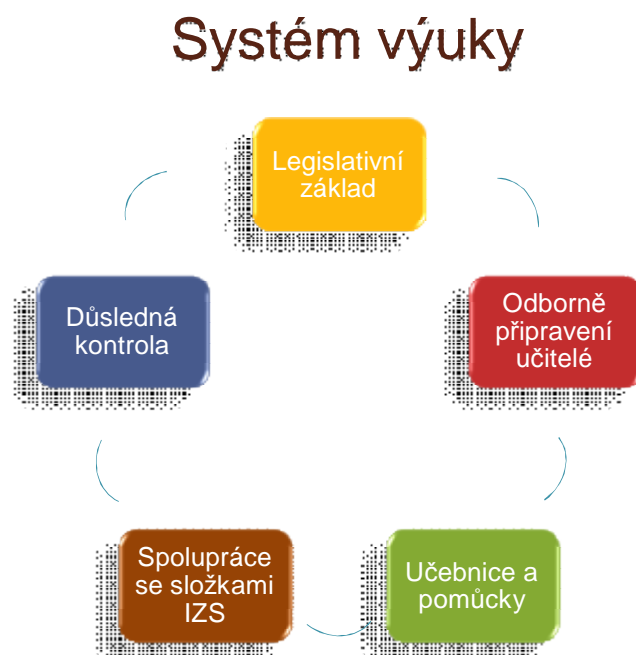 Systém výuky
Legislativní
základ
Odborně
připravení
učitelé
Učebnice a
pomůcky
Spolupráce
se složkami
IZS
Důsledná
kontrola